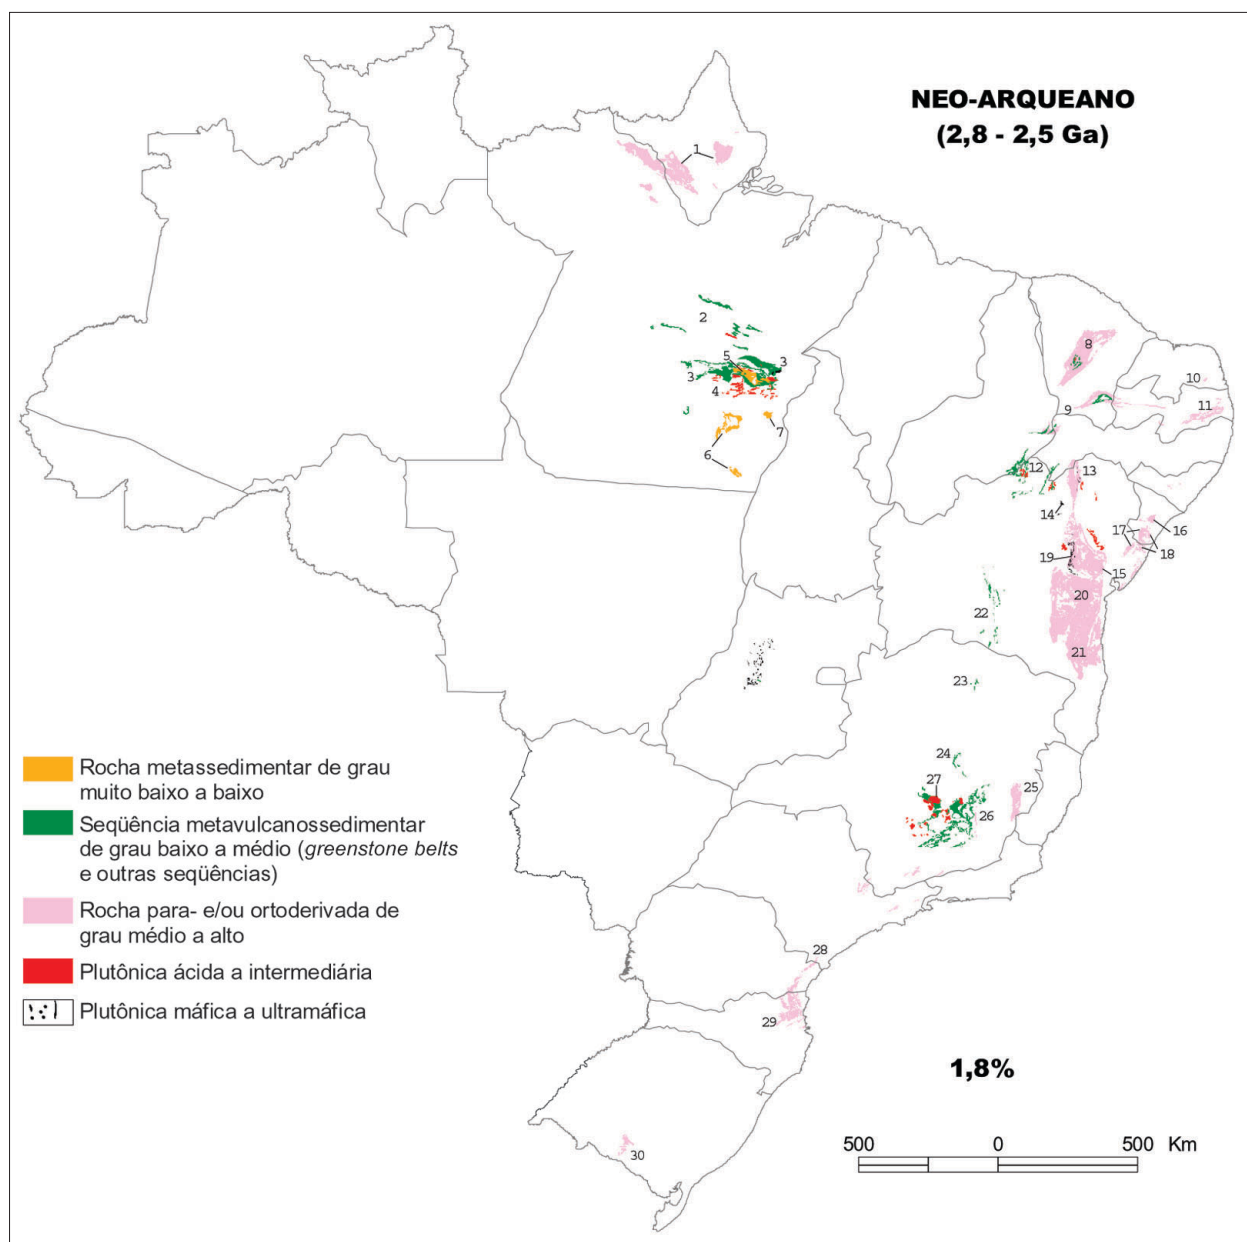 NEO-ARQUEANO
(2,8 - 2,5 Ga)
1
2
5
3
3
4
7
6
8
10
9
11
12
13
14
17
16
18
19
15
20
22
21
23
24
27
25
26
28
29
30
Rocha metassedimentar de grau
muito baixo a baixo
Seqüência metavulcanossedimentar
de grau baixo a médio (greenstone belts
e outras seqüências)
Rocha para- e/ou ortoderivada de
grau médio a alto
Plutônica ácida a intermediária
Plutônica máfica a ultramáfica
1,8%
500 0 500 Km